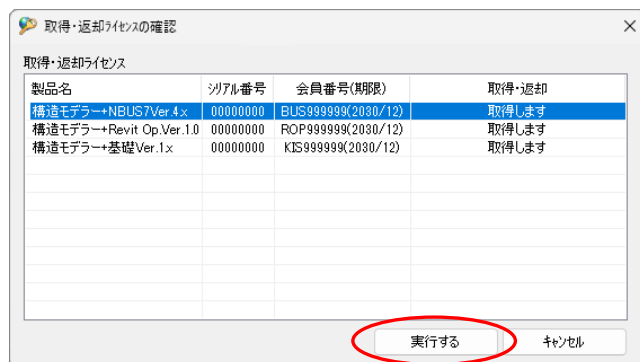 取得・返却ライセンスの確認
取得・返却ライセンス
製品名 シリアル番号 会員番号(期限) 取得・返却
構造モデラー+NBUS7Ver.4.x 00000000 BUS999999(2030/12) 取得します
構造モデラー+Revit Op.Ver.1.0 00000000 ROP999999(2030/12) 取得します
構造モデラー+基礎Ver.1.x 00000000 KIS999999(2030/12) 取得します
実行する キャンセル